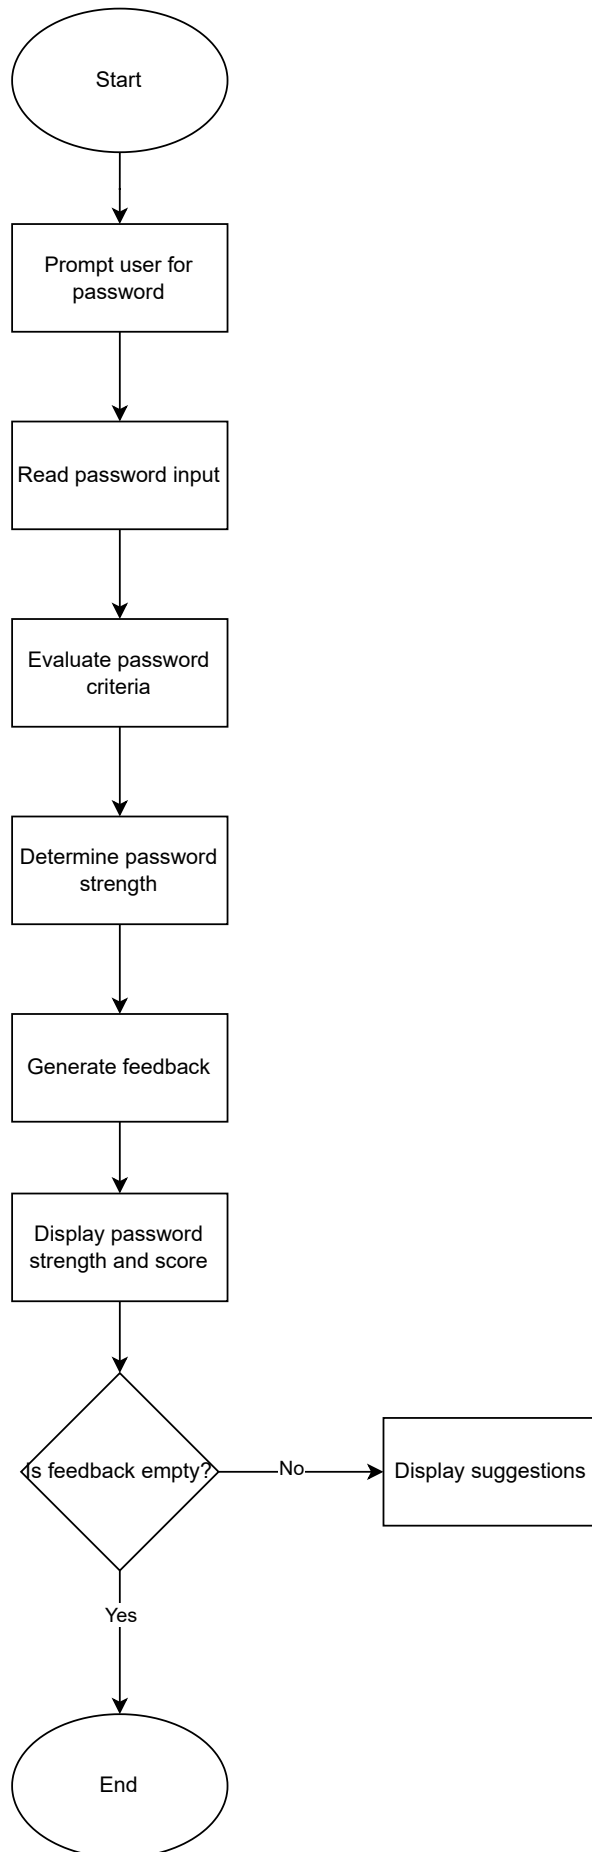 Start
Prompt user for
password
Read password input
Evaluate password
criteria
Determine password
strength
Generate feedback
Display password
strength and score
Is feedback empty?
No
Display suggestions
Yes
End